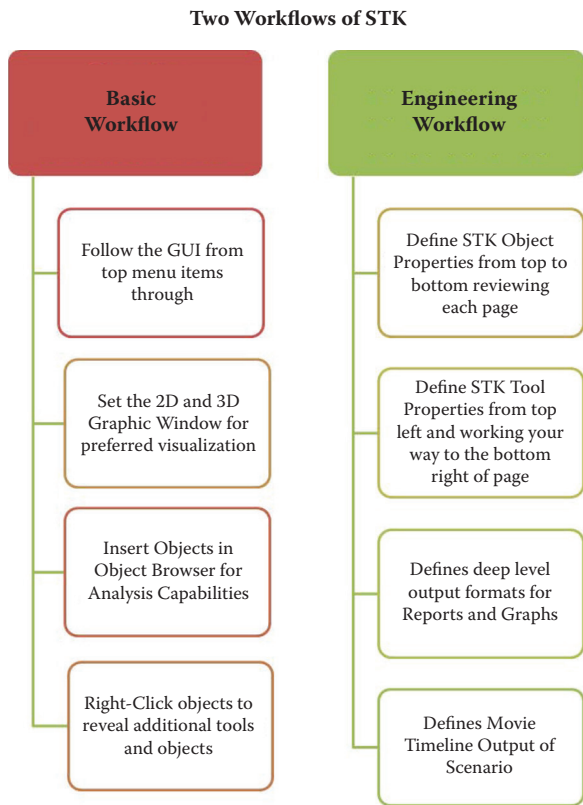 Two Workflows of STK
Basic
Workflow
Follow the GUI from
top menu items
through
Set the 2D and 3D
Graphic Window for
preferred visualization
Insert Objects in
Object Browser for
Analysis Capabilities
Right-Click objects to
reveal additional tools
and objects
Engineering
Workflow
Define STK Object
Properties from top to
bottom reviewing
each page
Define STK Tool
Properties from top
left and working your
way to the bottom
right of page
Defines deep level
output formats for
Reports and Graphs
Defines Movie
Timeline Output of
Scenario